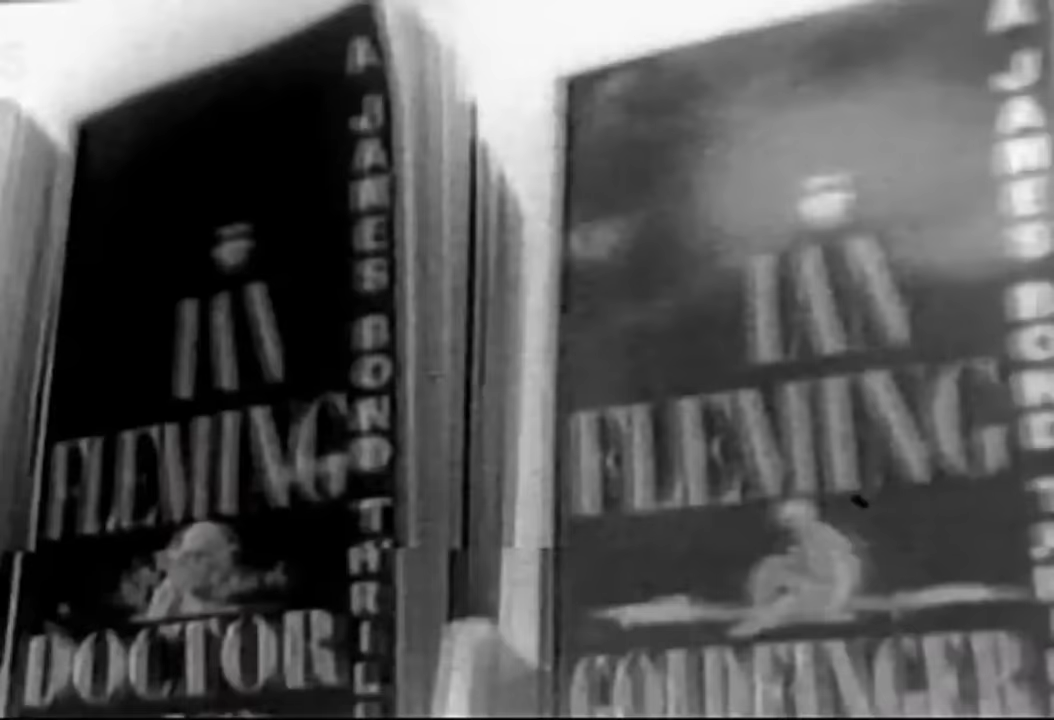 A JAMES BOND THRILL
IAN
FLEMING
DOCTOR
A JAMES BOND
IAN
FLEMING
GOLDFINGER